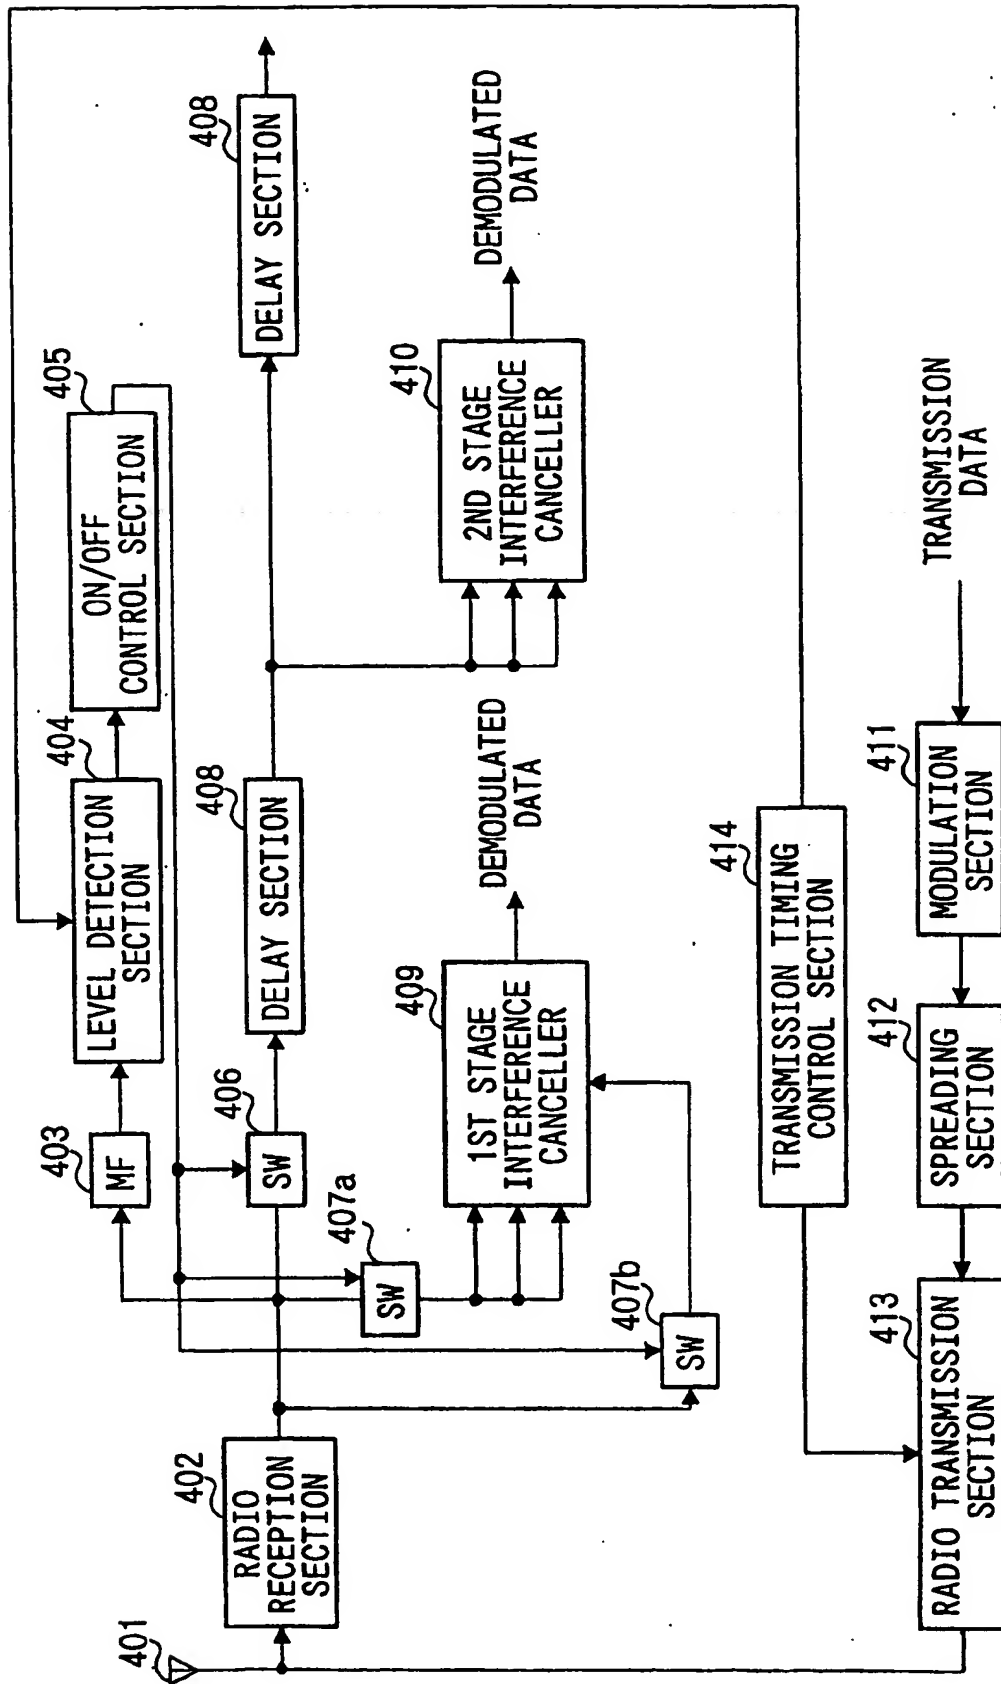 401
402
RADIO
RECEPTION
SECTION
403
MF
404
LEVEL DETECTION
SECTION
405
ON/OFF
CONTROL SECTION
406
SW
408
DELAY SECTION
408
DELAY SECTION
407a
SW
409
1ST STAGE
INTERFERENCE
CANCELLER
DEMODULATED
DATA
410
2ND STAGE
INTERFERENCE
CANCELLER
DEMODULATED
DATA
407b
SW
414
TRANSMISSION TIMING
CONTROL SECTION
413
RADIO TRANSMISSION
SECTION
412
SPREADING
SECTION
411
MODULATION
SECTION
TRANSMISSION
DATA